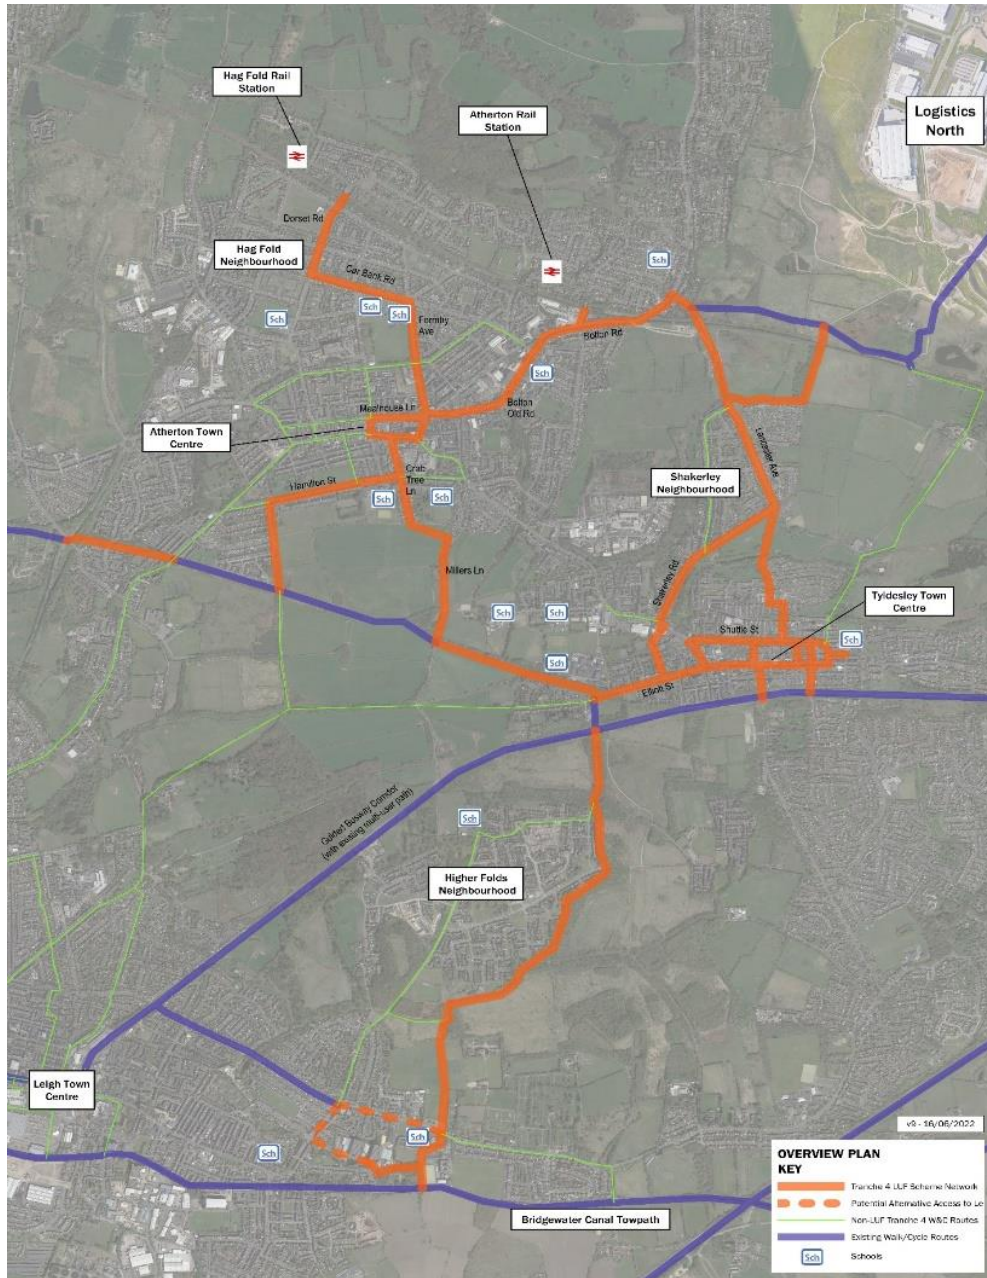 Hag Fold Rail
Station
Atherton Rail
Station
Logistics
North
Dorset Rd
Hag Fold
Neighbourhood
Sch
Car Bank Rd
Sch
Sch
Sch
Formby
Ave
Bolton Rd
Sch
Mealhouse Ln
Bolton
Old Rd
Atherton Town
Centre
Lancaster Ave
Hamilton St
Crab
Tree
Ln
Sch
Sch
Shakerley
Neighbourhood
Millers Ln
Shakerley Rd
Tyldesley Town
Centre
Sch
Sch
Shuttle St
Sch
Sch
Elliott St
Guided Busway Corridor
(with existing multi-user path)
Sch
Higher Folds
Neighbourhood
Leigh Town
Centre
Sch
Sch
v9 - 16/06/2022
OVERVIEW PLAN
KEY
Tranche 4 LUF Scheme Network
Potential Alternative Access to Le
Non-LUF Tranche 4 W&C Routes
Existing Walk/Cycle Routes
Sch
Schools
Bridgewater Canal Towpath